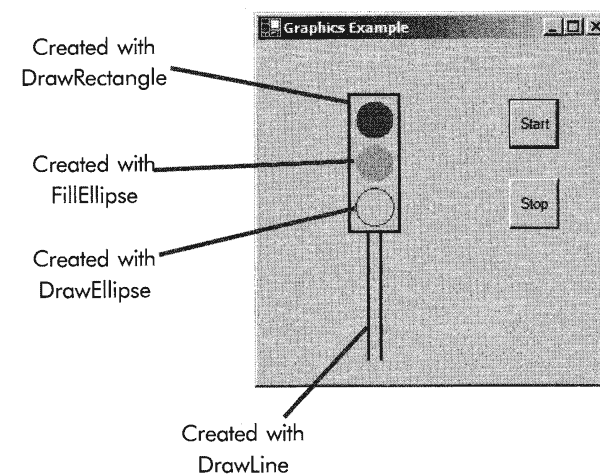 Graphics Example
Created with
DrawRectangle
Start
Created with
FillEllipse
Stop
Created with
DrawEllipse
Created with
DrawLine